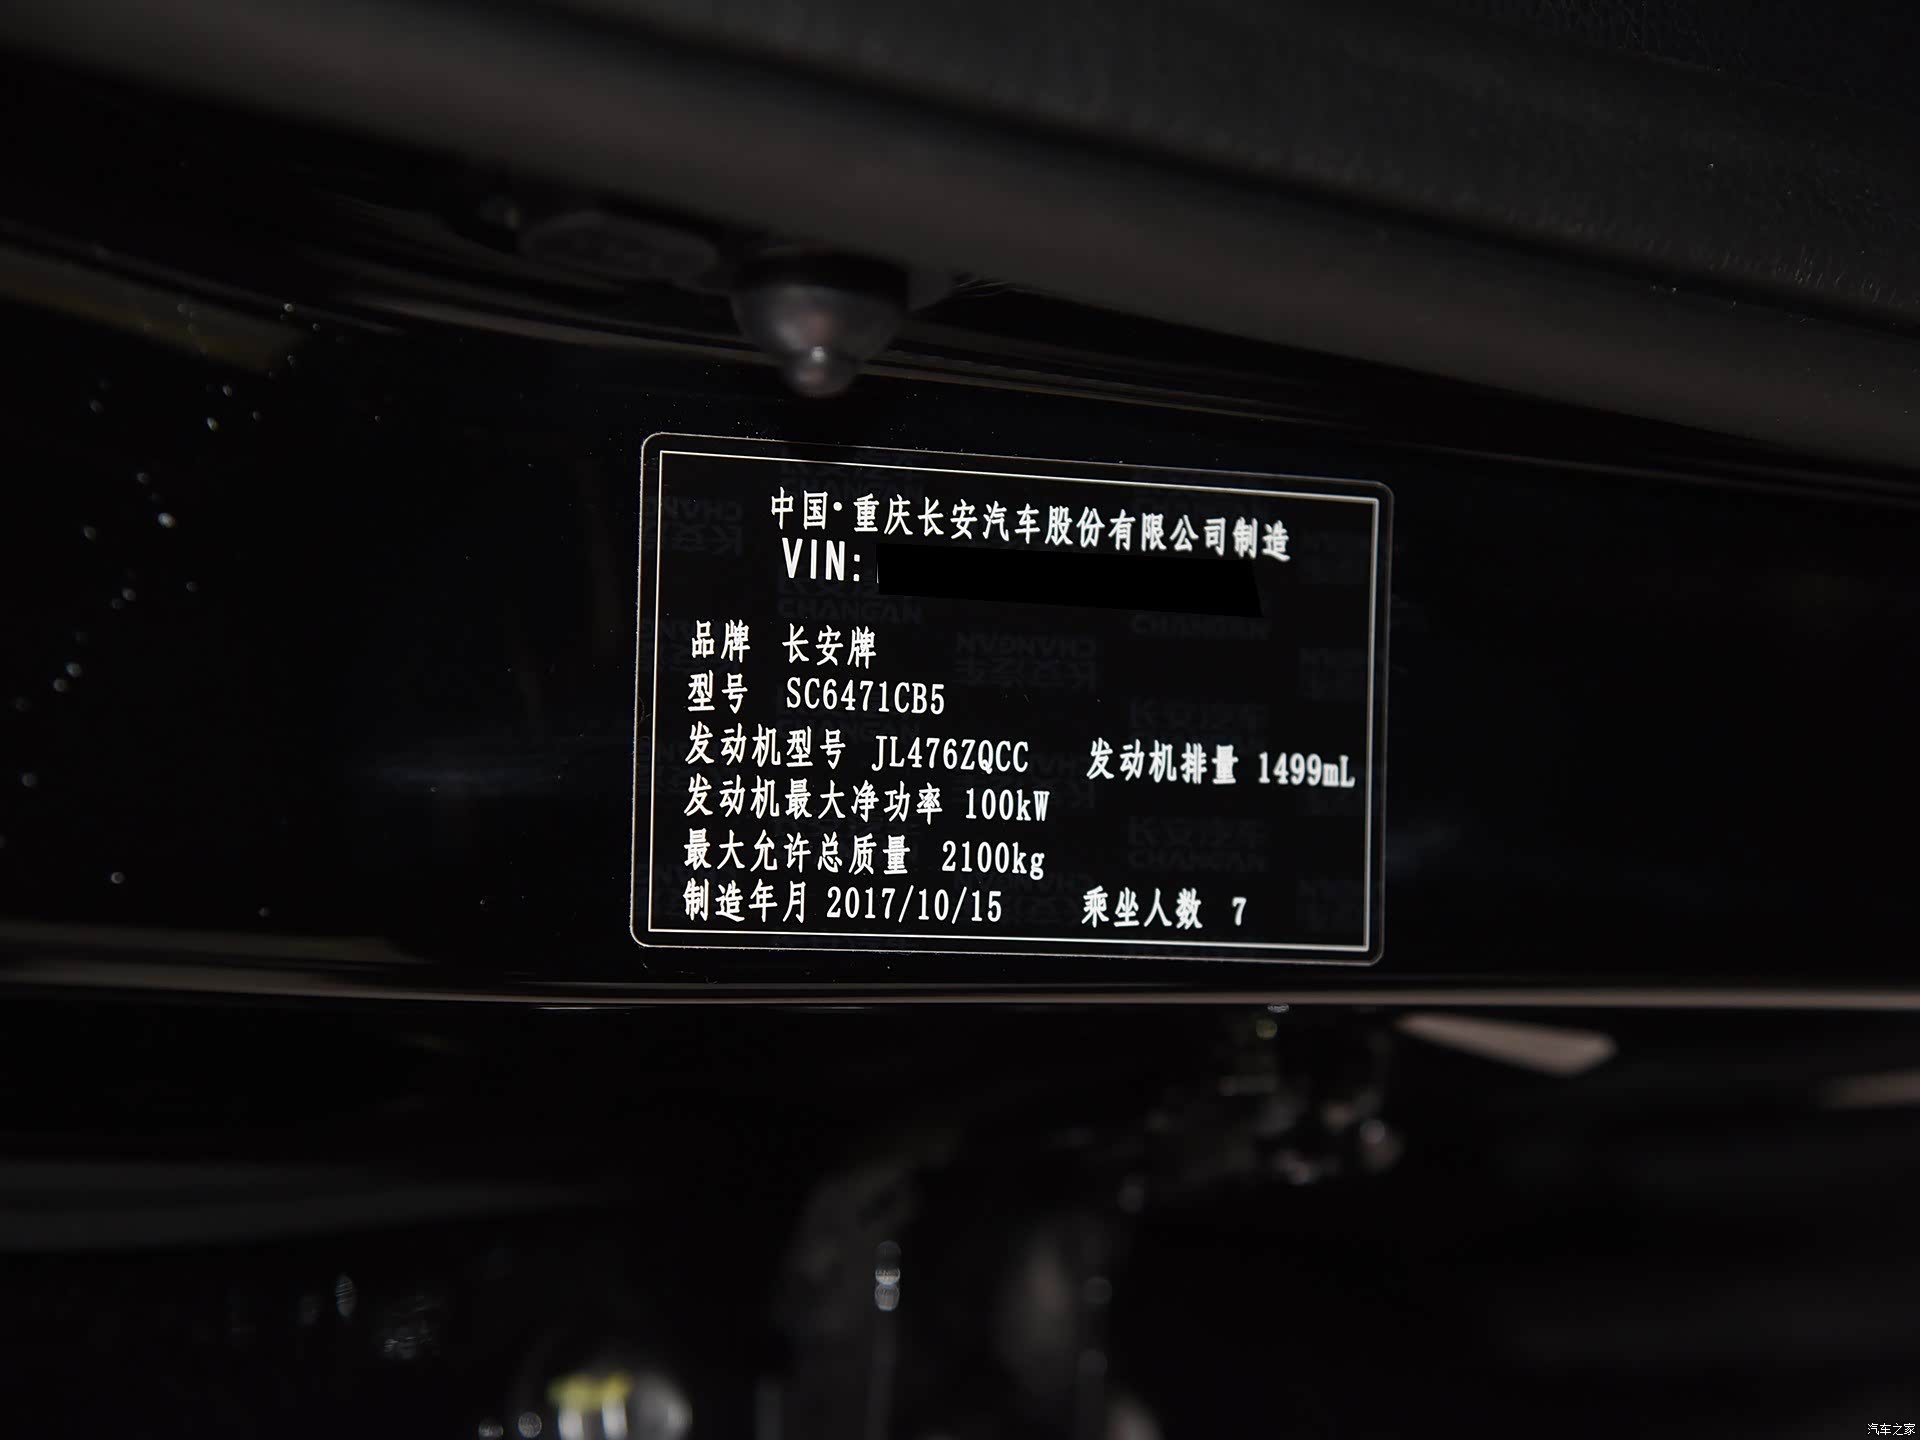 中国·重庆长安汽车股份有限公司制造
VIN:
品牌 长安牌
型号 SC6471CB5
发动机型号 JL476ZQCC 发动机排量 1499mL
发动机最大净功率 100kW
最大允许总质量 2100kg
制造年月 2017/10/15 乘坐人数 7
汽车之家